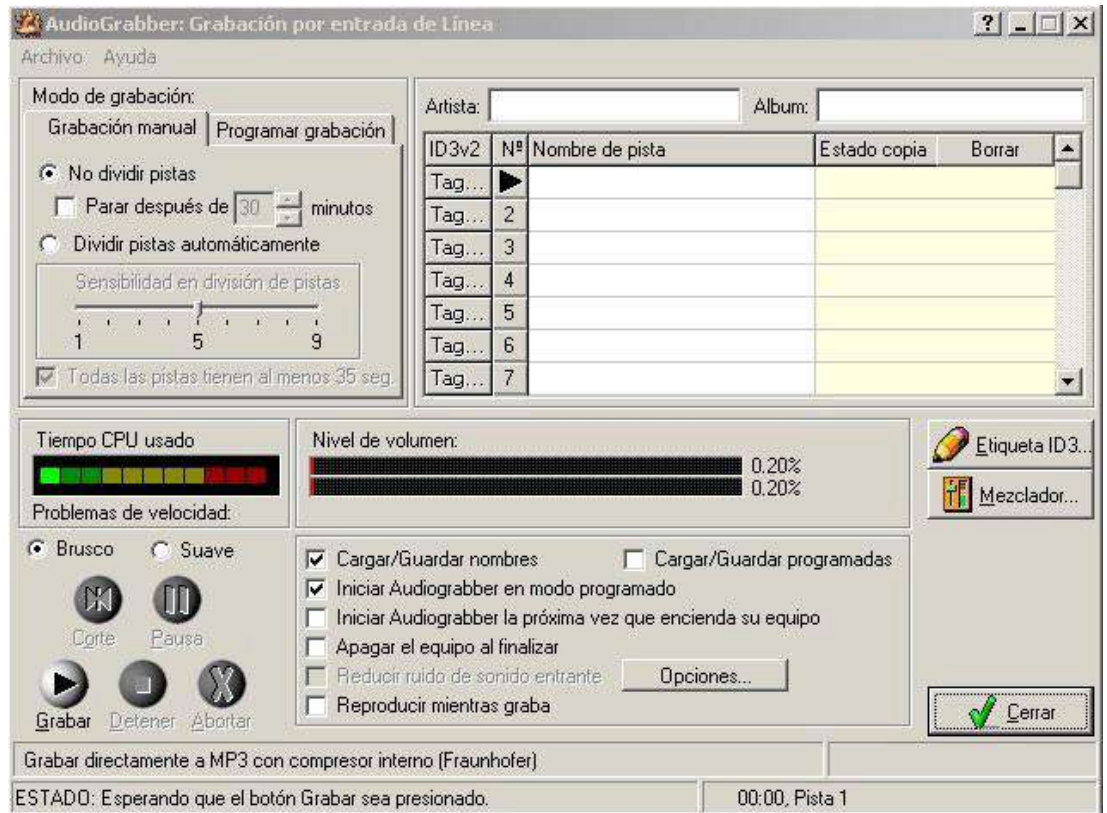 AudioGrabber: Grabación por entrada de Línea
Archivo Ayuda
Modo de grabación:
Grabación manual Programar grabación
No dividir pistas
Parar después de 30 minutos
Dividir pistas automáticamente
Sensibilidad en división de pistas
1 5 9
Todas las pistas tienen al menos 35 seg.
Artista: Album:
ID3v2 Nº Nombre de pista Estado copia Borrar
Tag...
Tag... 2
Tag... 3
Tag... 4
Tag... 5
Tag... 6
Tag... 7
Tiempo CPU usado
Problemas de velocidad:
Nivel de volumen:
0.20%
0.20%
Etiqueta ID3...
Mezclador...
Brusco Suave
Corte Pausa
Grabar Detener Abortar
Cargar/Guardar nombres Cargar/Guardar programadas
Iniciar Audiograbber en modo programado
Iniciar Audiograbber la próxima vez que encienda su equipo
Apagar el equipo al finalizar
Reducir ruido de sonido entrante Opciones...
Reproducir mientras graba
Cerrar
Grabar directamente a MP3 con compresor interno (Fraunhofer)
ESTADO: Esperando que el botón Grabar sea presionado. 00:00, Pista 1